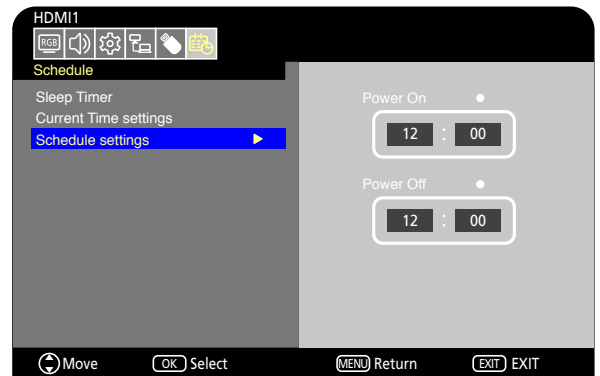 HDMI1
RGB
Schedule
Sleep Timer
Current Time settings
Schedule settings
Power On
12 : 00
Power Off
12 : 00
Move OK Select MENU Return EXIT EXIT